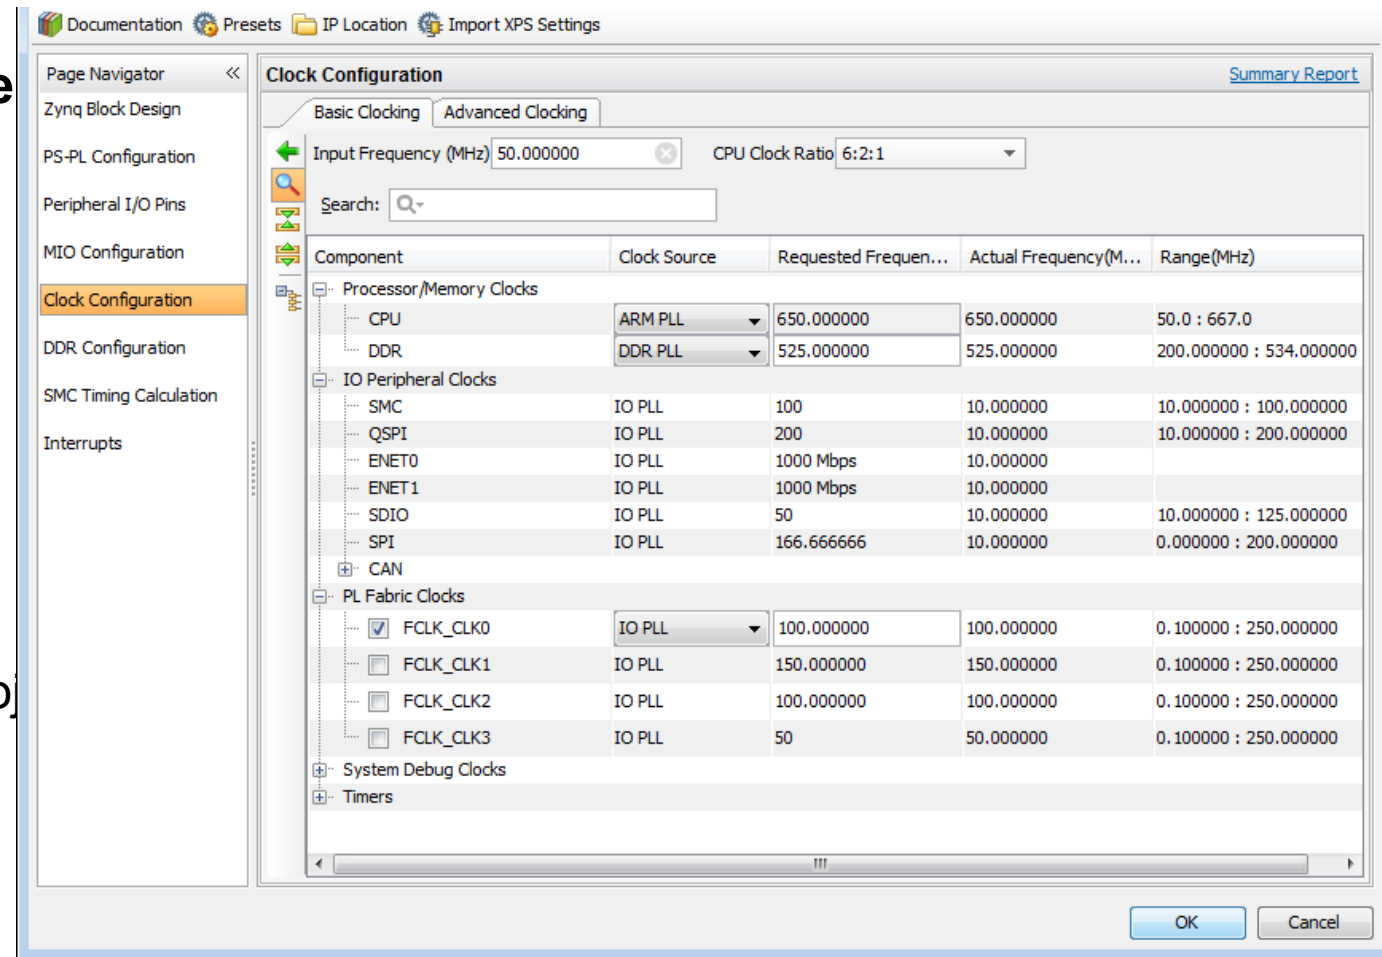 Documentation Presets IP Location Import XPS Settings
Page Navigator «
Zynq Block Design
PS-PL Configuration
Peripheral I/O Pins
MIO Configuration
Clock Configuration
DDR Configuration
SMC Timing Calculation
Interrupts
Clock Configuration Summary Report
Basic Clocking Advanced Clocking
Input Frequency (MHz) 50.000000 CPU Clock Ratio 6:2:1
Search:
Component Clock Source Requested Frequen... Actual Frequency(M... Range(MHz)
Processor/Memory Clocks
CPU ARM PLL 650.000000 650.000000 50.0 : 667.0
DDR DDR PLL 525.000000 525.000000 200.000000 : 534.000000
IO Peripheral Clocks
SMC IO PLL 100 10.000000 10.000000 : 100.000000
QSPI IO PLL 200 10.000000 10.000000 : 200.000000
ENET0 IO PLL 1000 Mbps 10.000000
ENET1 IO PLL 1000 Mbps 10.000000
SDIO IO PLL 50 10.000000 10.000000 : 125.000000
SPI IO PLL 166.666666 10.000000 0.000000 : 200.000000
CAN
PL Fabric Clocks
FCLK_CLK0 IO PLL 100.000000 100.000000 0.100000 : 250.000000
FCLK_CLK1 IO PLL 150.000000 150.000000 0.100000 : 250.000000
FCLK_CLK2 IO PLL 100.000000 100.000000 0.100000 : 250.000000
FCLK_CLK3 IO PLL 50 50.000000 0.100000 : 250.000000
System Debug Clocks
Timers
OK Cancel